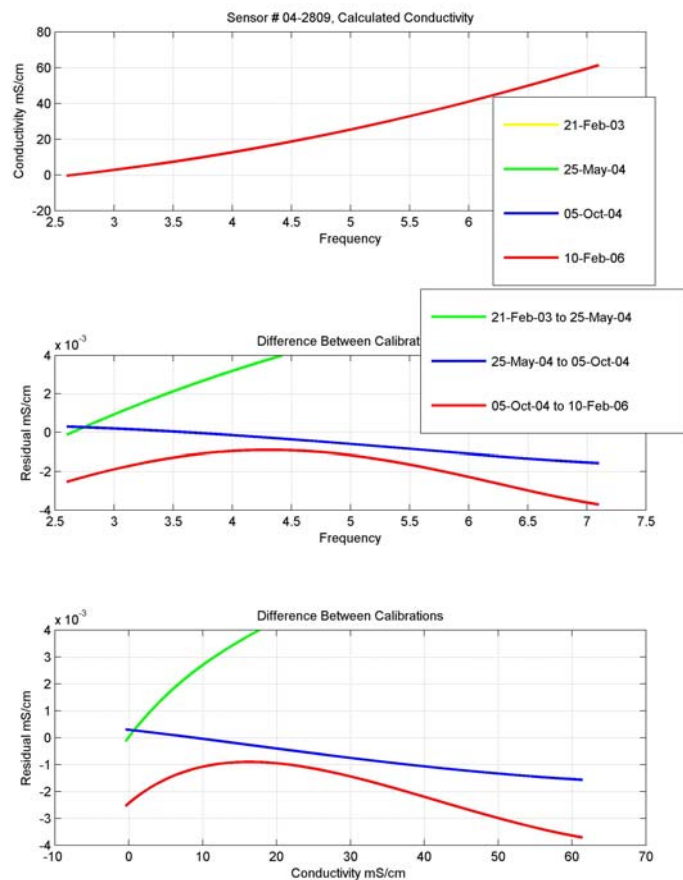 Sensor # 04-2809, Calculated Conductivity
80
60
40
20
0
-20
Conductivity mS/cm
2.5 3 3.5 4 4.5 5 5.5 6
Frequency
21-Feb-03
25-May-04
05-Oct-04
10-Feb-06
x 10^-3
Difference Between Calibrat
21-Feb-03 to 25-May-04
25-May-04 to 05-Oct-04
05-Oct-04 to 10-Feb-06
4
2
0
-2
-4
Residual mS/cm
2.5 3 3.5 4 4.5 5 5.5 6 6.5 7 7.5
Frequency
x 10^-3
Difference Between Calibrations
4
3
2
1
0
-1
-2
-3
-4
Residual mS/cm
-10 0 10 20 30 40 50 60 70
Conductivity mS/cm